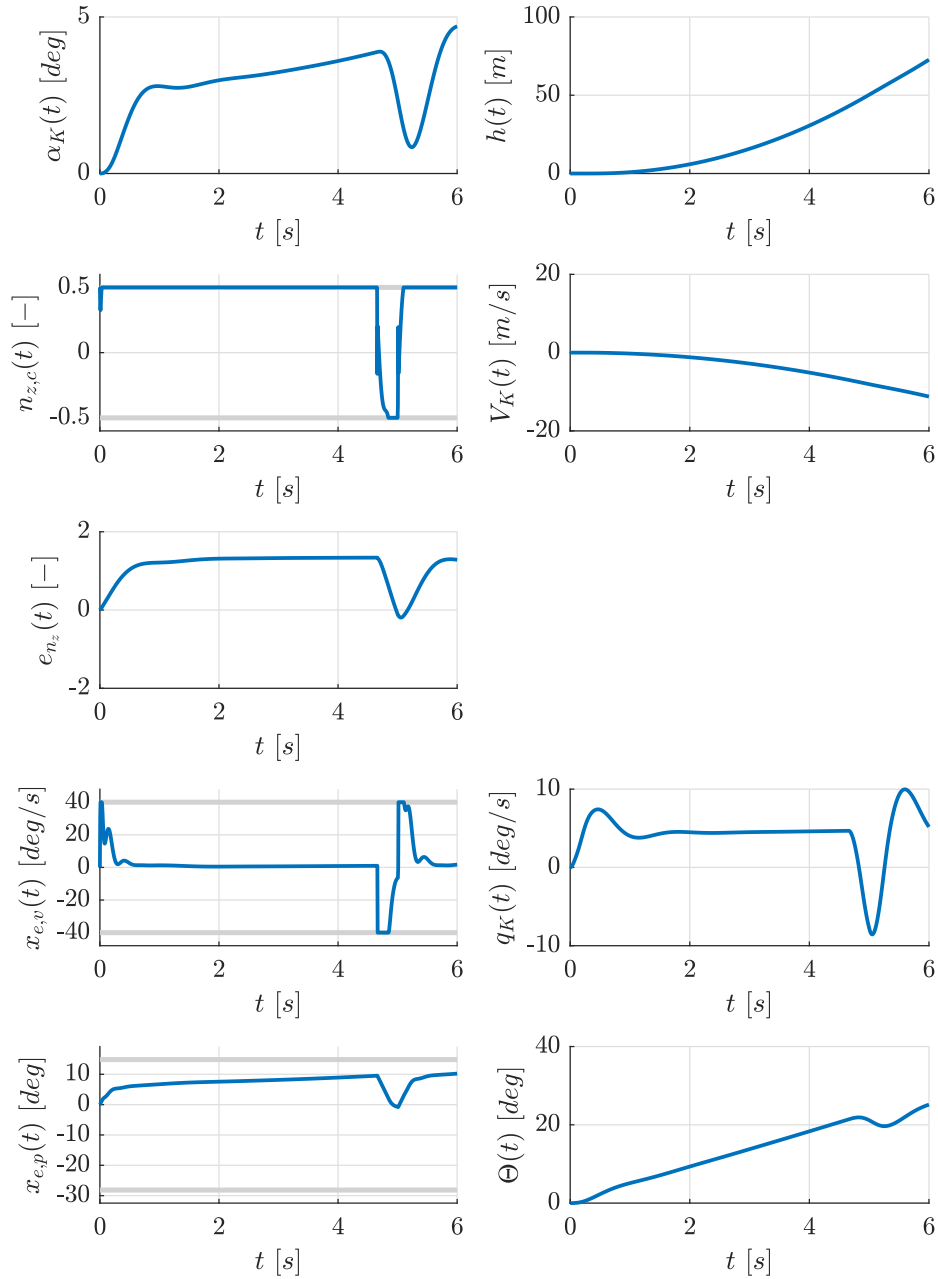 5
0
α_K(t) [deg]
0 2 4 6
t [s]
100
50
0
h(t) [m]
0 2 4 6
t [s]
0.5
0
-0.5
n_{z,c}(t) [−]
0 2 4 6
t [s]
20
0
-20
V_K(t) [m/s]
0 2 4 6
t [s]
2
0
-2
e_{n_z}(t) [−]
0 2 4 6
t [s]
40
20
0
-20
-40
x_{e,v}(t) [deg/s]
0 2 4 6
t [s]
10
0
-10
q_K(t) [deg/s]
0 2 4 6
t [s]
10
0
-10
-20
-30
x_{e,p}(t) [deg]
0 2 4 6
t [s]
40
20
0
Θ(t) [deg]
0 2 4 6
t [s]